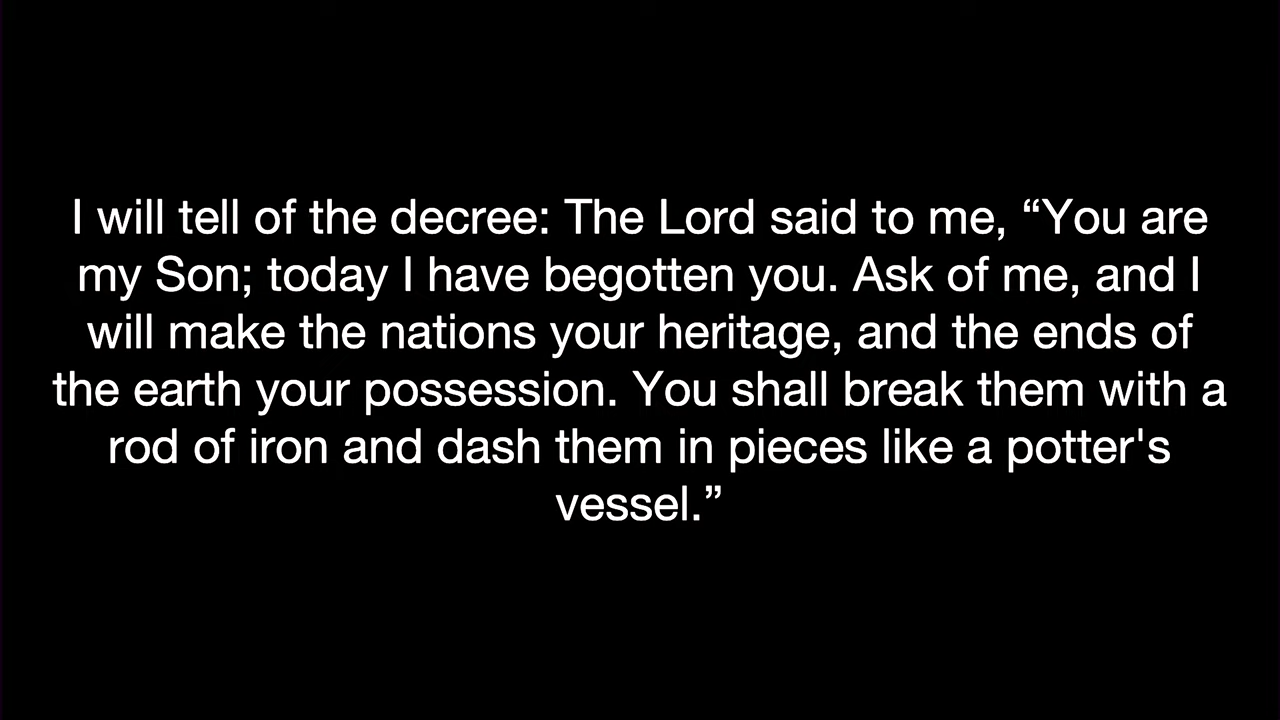 I will tell of the decree: The Lord said to me, “You are
my Son; today I have begotten you. Ask of me, and I
will make the nations your heritage, and the ends of
the earth your possession. You shall break them with a
rod of iron and dash them in pieces like a potter's
vessel.”